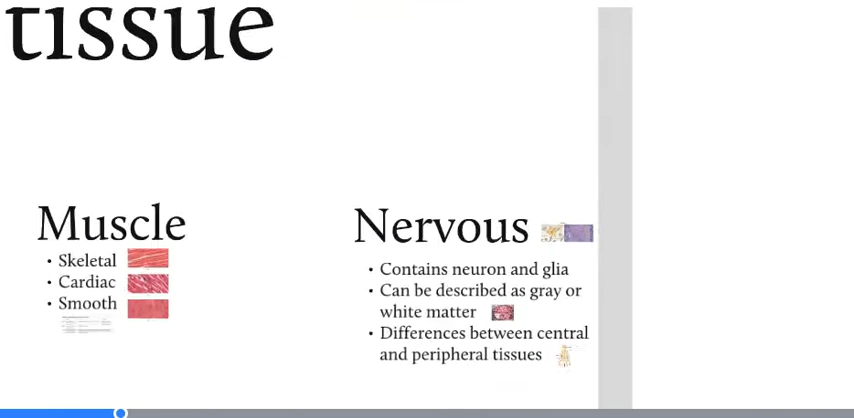 tissue
Muscle
• Skeletal
• Cardiac
• Smooth
Nervous
• Contains neuron and glia
• Can be described as gray or
white matter
• Differences between central
and peripheral tissues